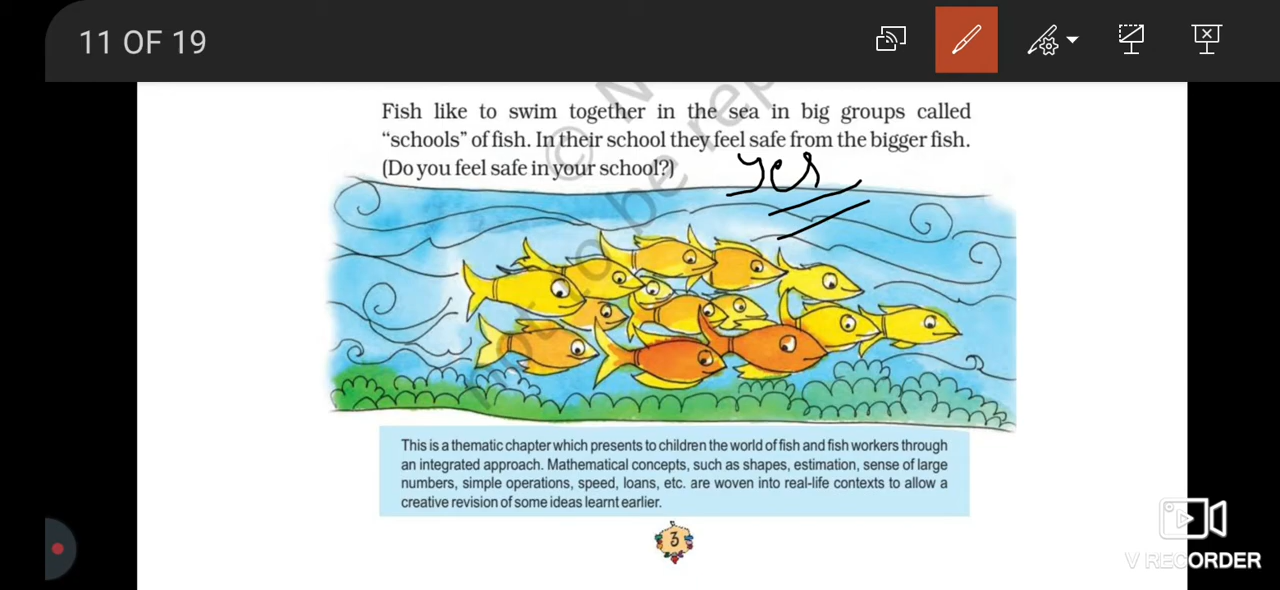 11 OF 19
Fish like to swim together in the sea in big groups called
“schools” of fish. In their school they feel safe from the bigger fish.
(Do you feel safe in your school?)
yes
This is a thematic chapter which presents to children the world of fish and fish workers through
an integrated approach. Mathematical concepts, such as shapes, estimation, sense of large
numbers, simple operations, speed, loans, etc. are woven into real-life contexts to allow a
creative revision of some ideas learnt earlier.
3
V RECORDER